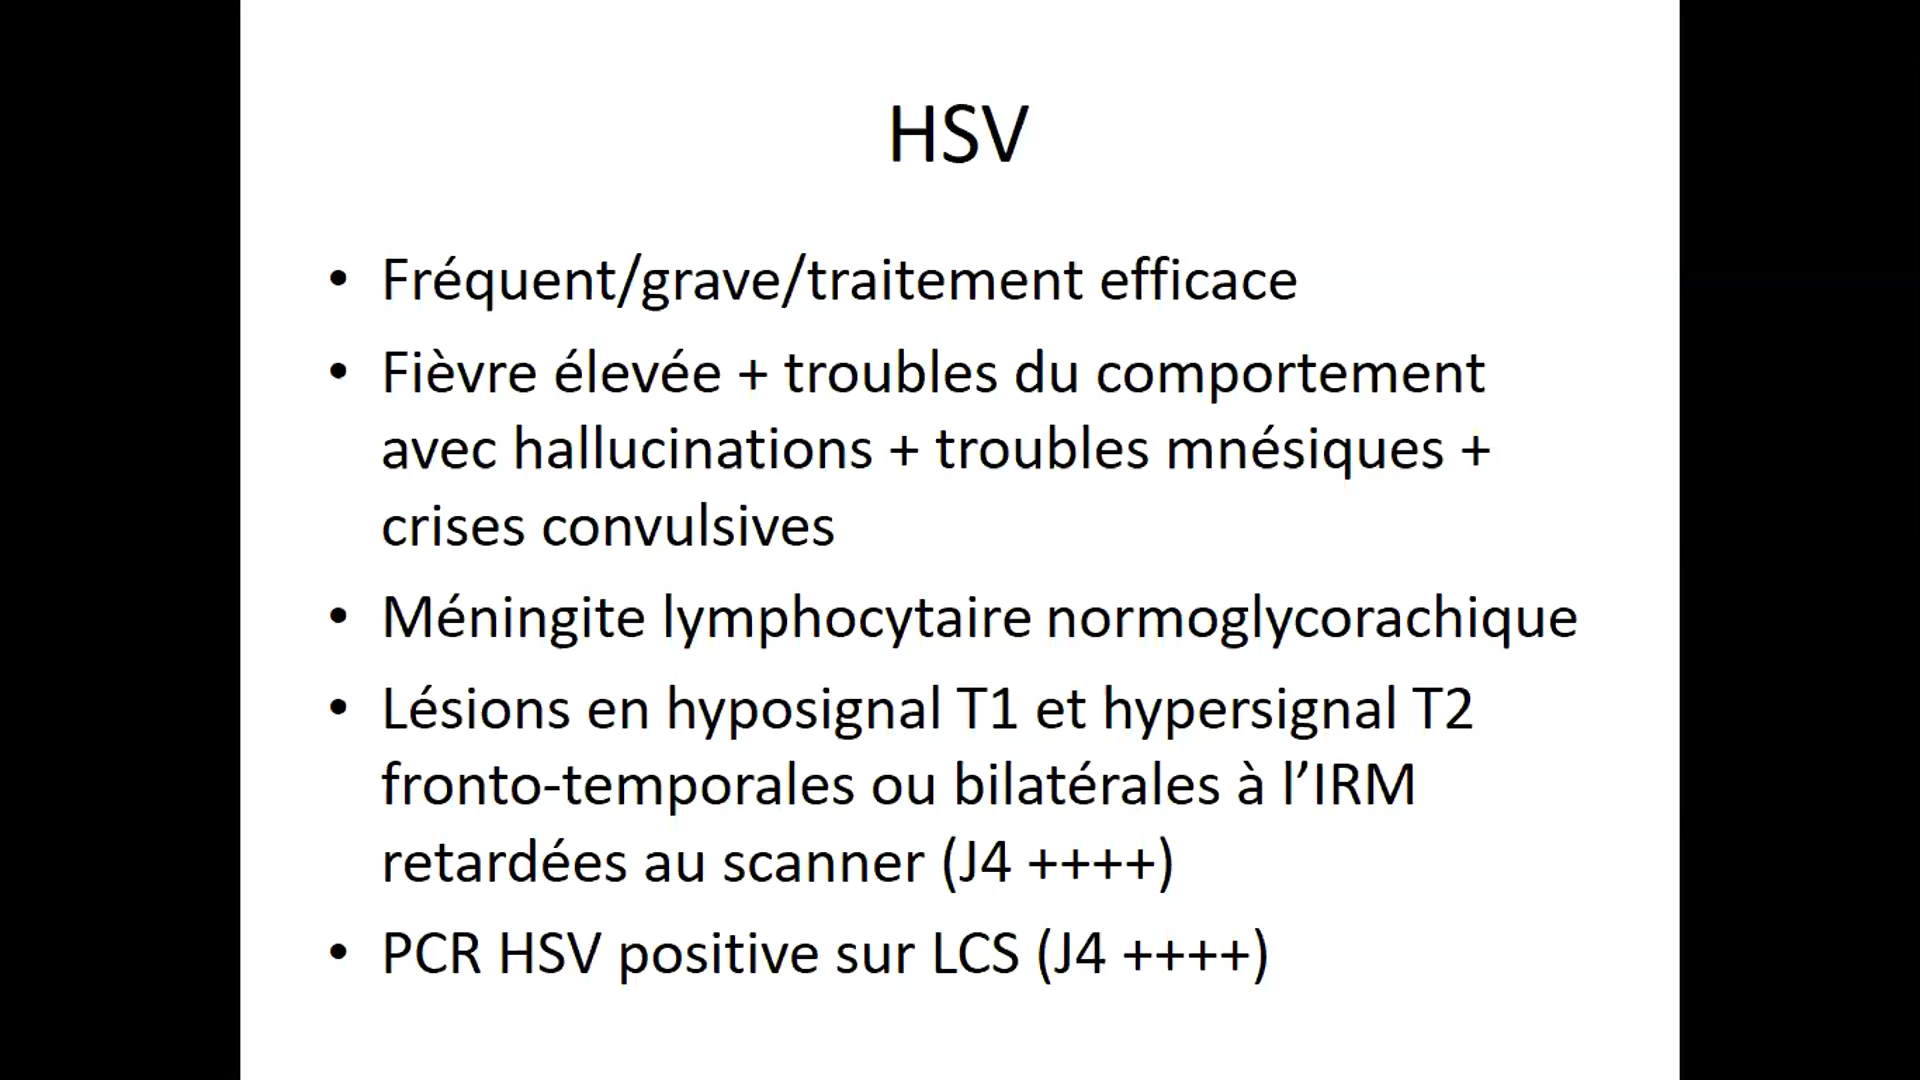 HSV
• Fréquent/grave/traitement efficace
• Fièvre élevée + troubles du comportement
avec hallucinations + troubles mnésiques +
crises convulsives
• Méningite lymphocytaire normoglycorachique
• Lésions en hyposignal T1 et hypersignal T2
fronto-temporales ou bilatérales à l’IRM
retardées au scanner (J4 ++++)
• PCR HSV positive sur LCS (J4 ++++)